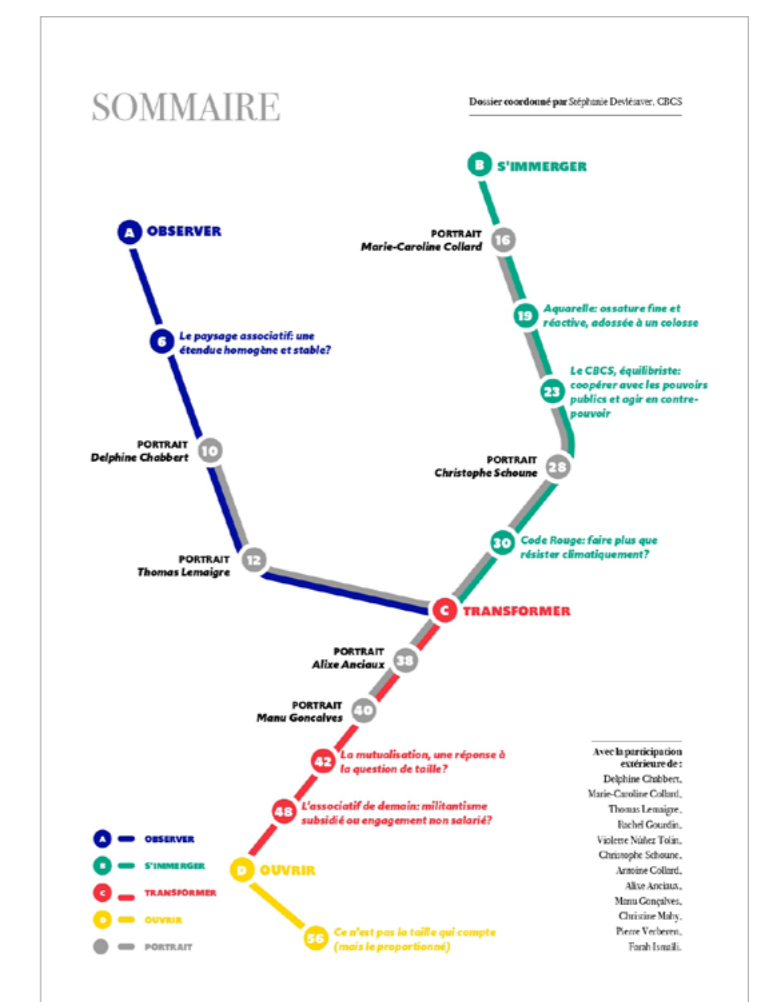 SOMMAIRE
Dossier coordonné par Stéphanie Devlésaver, CBCS
B S'IMMERGER
A OBSERVER
PORTRAIT
Marie-Caroline Collard
16
19
Aquarelle: ossature fine et
réactive, adossée à un colosse
6
Le paysage associatif: une
étendue homogène et stable?
23
Le CBCS, équilibriste:
coopérer avec les pouvoirs
publics et agir en contre-
pouvoir
PORTRAIT
Delphine Chabbert
10
PORTRAIT
Christophe Schoune
28
30
Code Rouge: faire plus que
résister climatiquement?
PORTRAIT
Thomas Lemaigre
12
C TRANSFORMER
PORTRAIT
Alixe Anciaux
38
PORTRAIT
Manu Goncalves
40
42
La mutualisation, une réponse à
la question de taille?
48
L'associatif de demain: militantisme
subsidié ou engagement non salarié?
D OUVRIR
56
Ce n'est pas la taille qui compte
(mais le proportionné)
A OBSERVER
B S'IMMERGER
C TRANSFORMER
D OUVRIR
PORTRAIT
Avec la participation
extérieure de :
Delphine Chabbert,
Marie-Caroline Collard,
Thomas Lemaigre,
Rachel Gourdin,
Violette Núñez Tolin,
Christophe Schoune,
Antoine Collard,
Alixe Anciaux,
Manu Gonçalves,
Christine Mahy,
Pierre Verberen,
Farah Ismaïli.